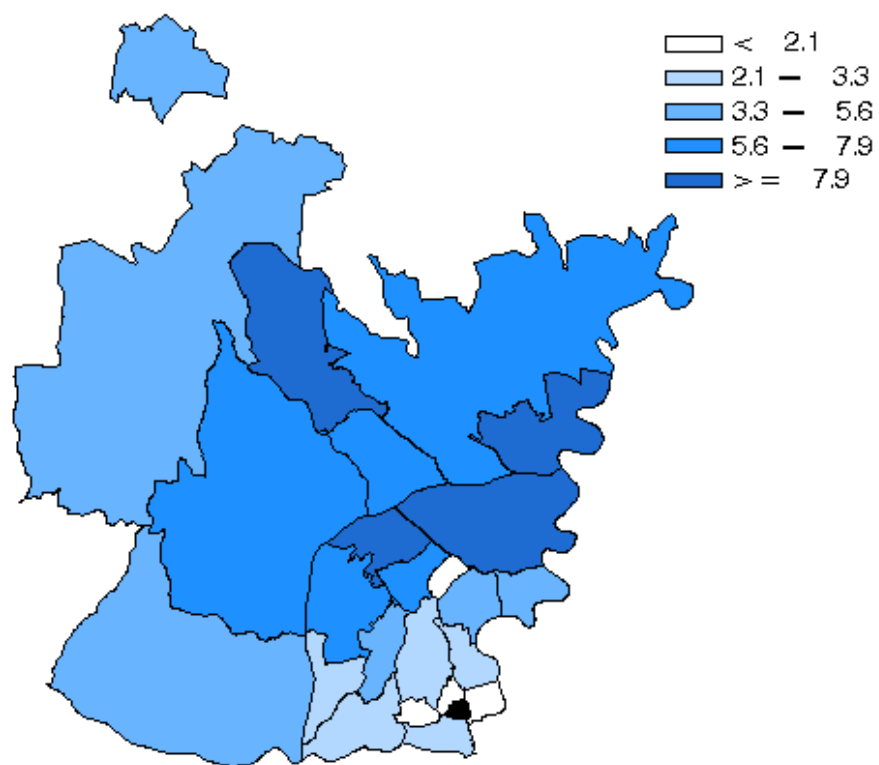 < 2.1
2.1 – 3.3
3.3 – 5.6
5.6 – 7.9
>= 7.9